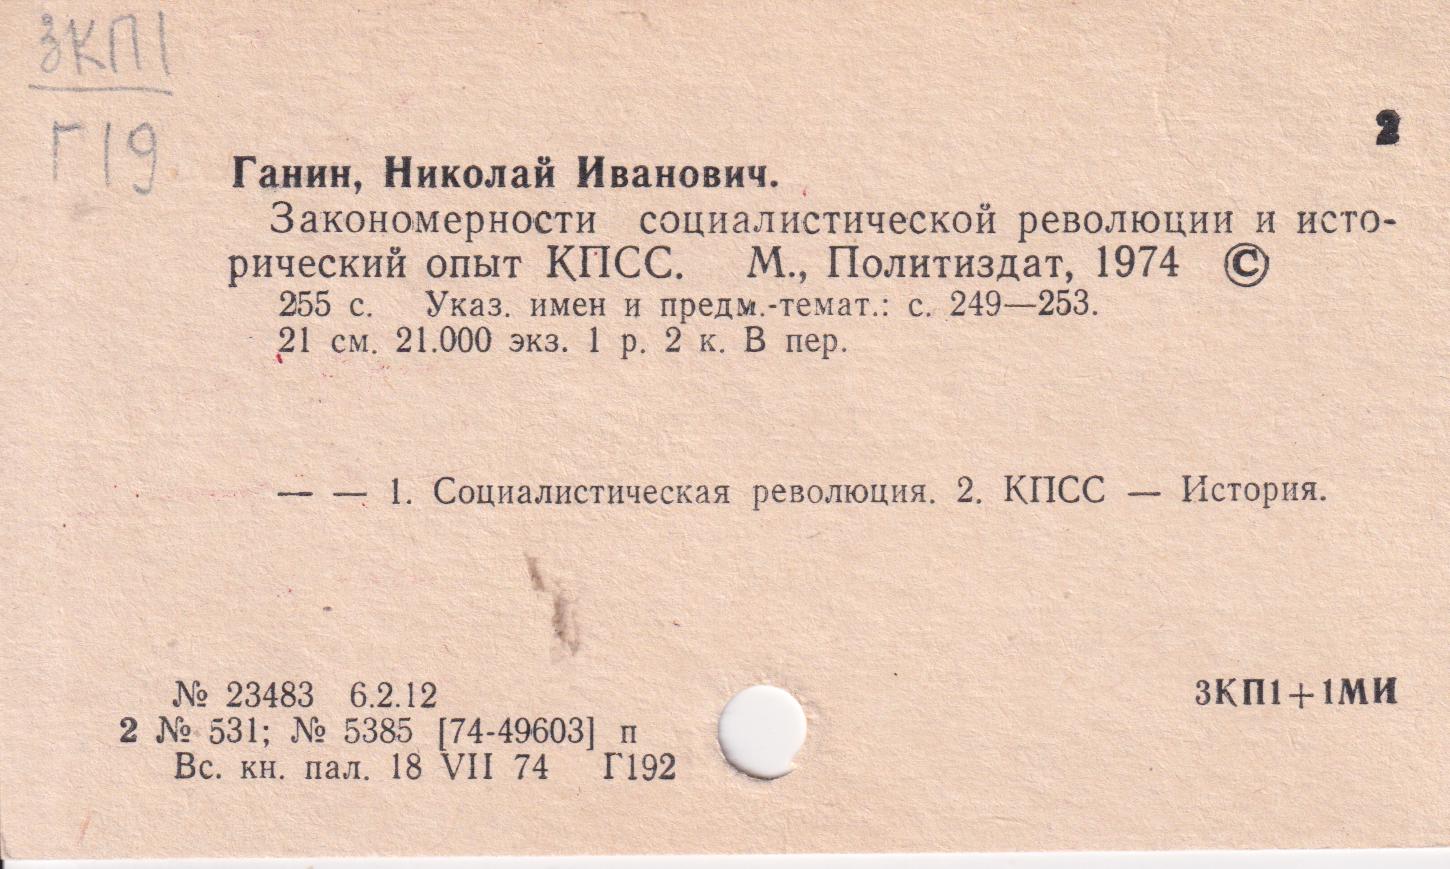 3КП1
Г19
2
Ганин, Николай Иванович.
Закономерности социалистической революции и исто-
рический опыт КПСС. М., Политиздат, 1974 ©
255 с. Указ. имен и предм.-темат.: с. 249—253.
21 см. 21.000 экз. 1 р. 2 к. В пер.
— — 1. Социалистическая революция. 2. КПСС — История.
№ 23483 6.2.12
3КП1+1МИ
2 № 531; № 5385 [74-49603] п
Вс. кн. пал. 18 VII 74 Г192